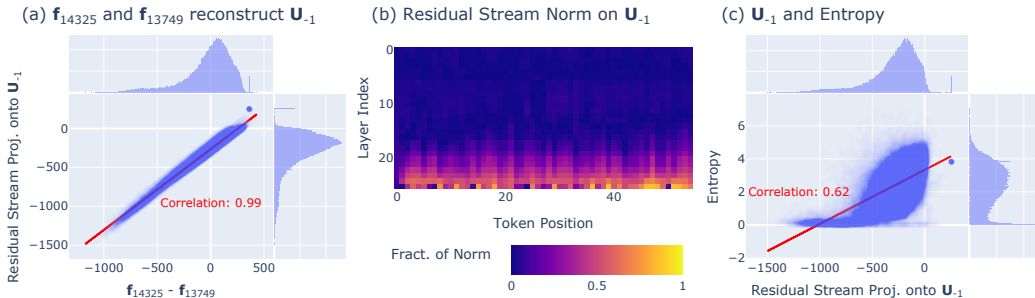 (a) f14325 and f13749 reconstruct U-1
Residual Stream Proj. onto U-1
0
−500
−1000
−1500
Correlation: 0.99
−1000
−500
0
500
f14325 - f13749
(b) Residual Stream Norm on U-1
Layer Index
0
10
20
0
20
40
Token Position
Fract. of Norm
0
0.5
1
(c) U-1 and Entropy
Entropy
6
4
2
0
−2
Correlation: 0.62
−1500
−1000
−500
0
Residual Stream Proj. onto U-1